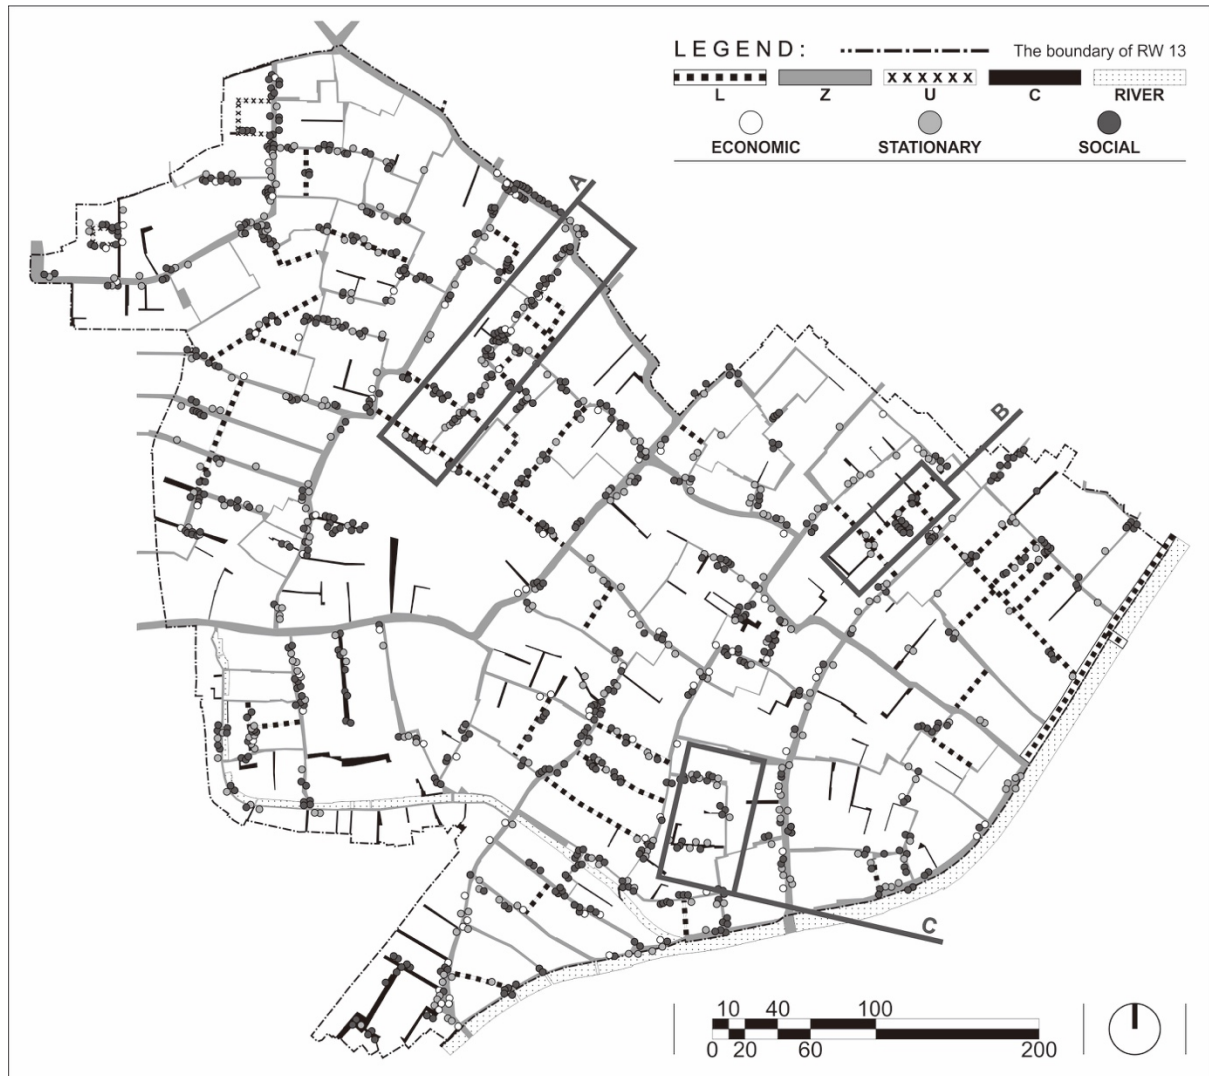 LEGEND:
The boundary of RW 13
L Z U C RIVER
ECONOMIC STATIONARY SOCIAL
A
B
C
10 40 100
0 20 60 200